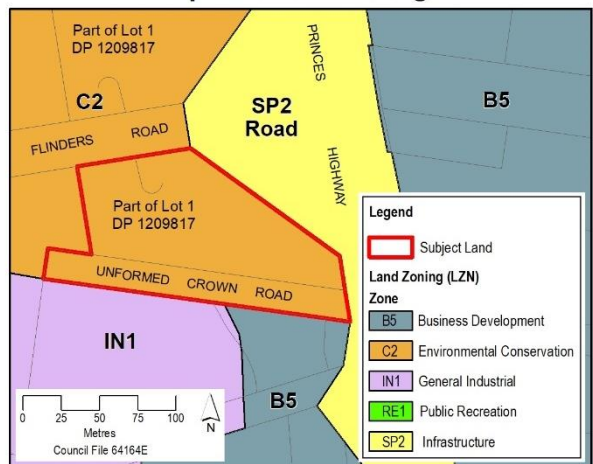 Part of Lot 1
DP 1209817
C2
PRINCES
HIGHWAY
SP2
Road
B5
FLINDERS ROAD
Part of Lot 1
DP 1209817
UNFORMED CROWN ROAD
IN1
B5
0 25 50 75 100
Metres
Council File 64164E
N
Legend
Subject Land
Land Zoning (LZN)
Zone
B5 Business Development
C2 Environmental Conservation
IN1 General Industrial
RE1 Public Recreation
SP2 Infrastructure